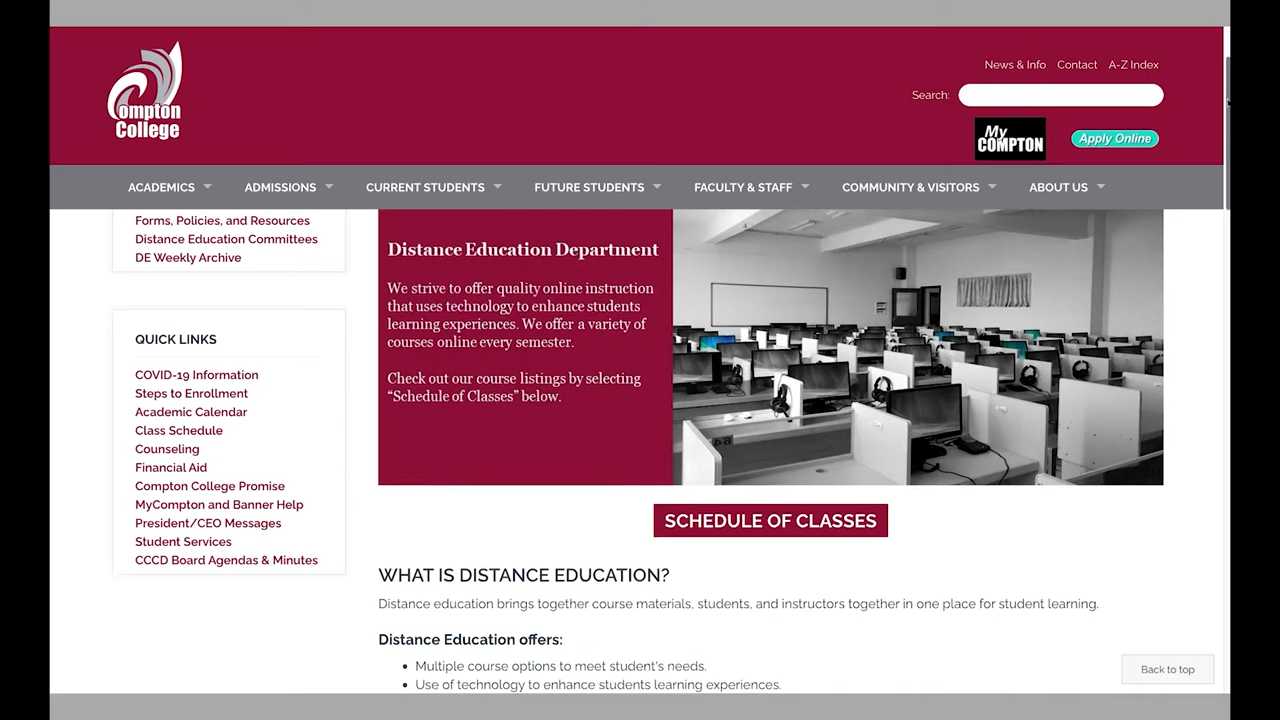 ompton
College
News & Info
Contact
A-Z Index
Search:
My
COMPTON
Apply Online
ACADEMICS
ADMISSIONS
CURRENT STUDENTS
FUTURE STUDENTS
FACULTY & STAFF
COMMUNITY & VISITORS
ABOUT US
Forms, Policies, and Resources
Distance Education Committees
DE Weekly Archive
QUICK LINKS
COVID-19 Information
Steps to Enrollment
Academic Calendar
Class Schedule
Counseling
Financial Aid
Compton College Promise
MyCompton and Banner Help
President/CEO Messages
Student Services
CCCD Board Agendas & Minutes
Distance Education Department
We strive to offer quality online instruction
that uses technology to enhance students
learning experiences. We offer a variety of
courses online every semester.
Check out our course listings by selecting
“Schedule of Classes” below.
SCHEDULE OF CLASSES
WHAT IS DISTANCE EDUCATION?
Distance education brings together course materials, students, and instructors together in one place for student learning.
Distance Education offers:
• Multiple course options to meet student's needs.
• Use of technology to enhance students learning experiences.
Back to top